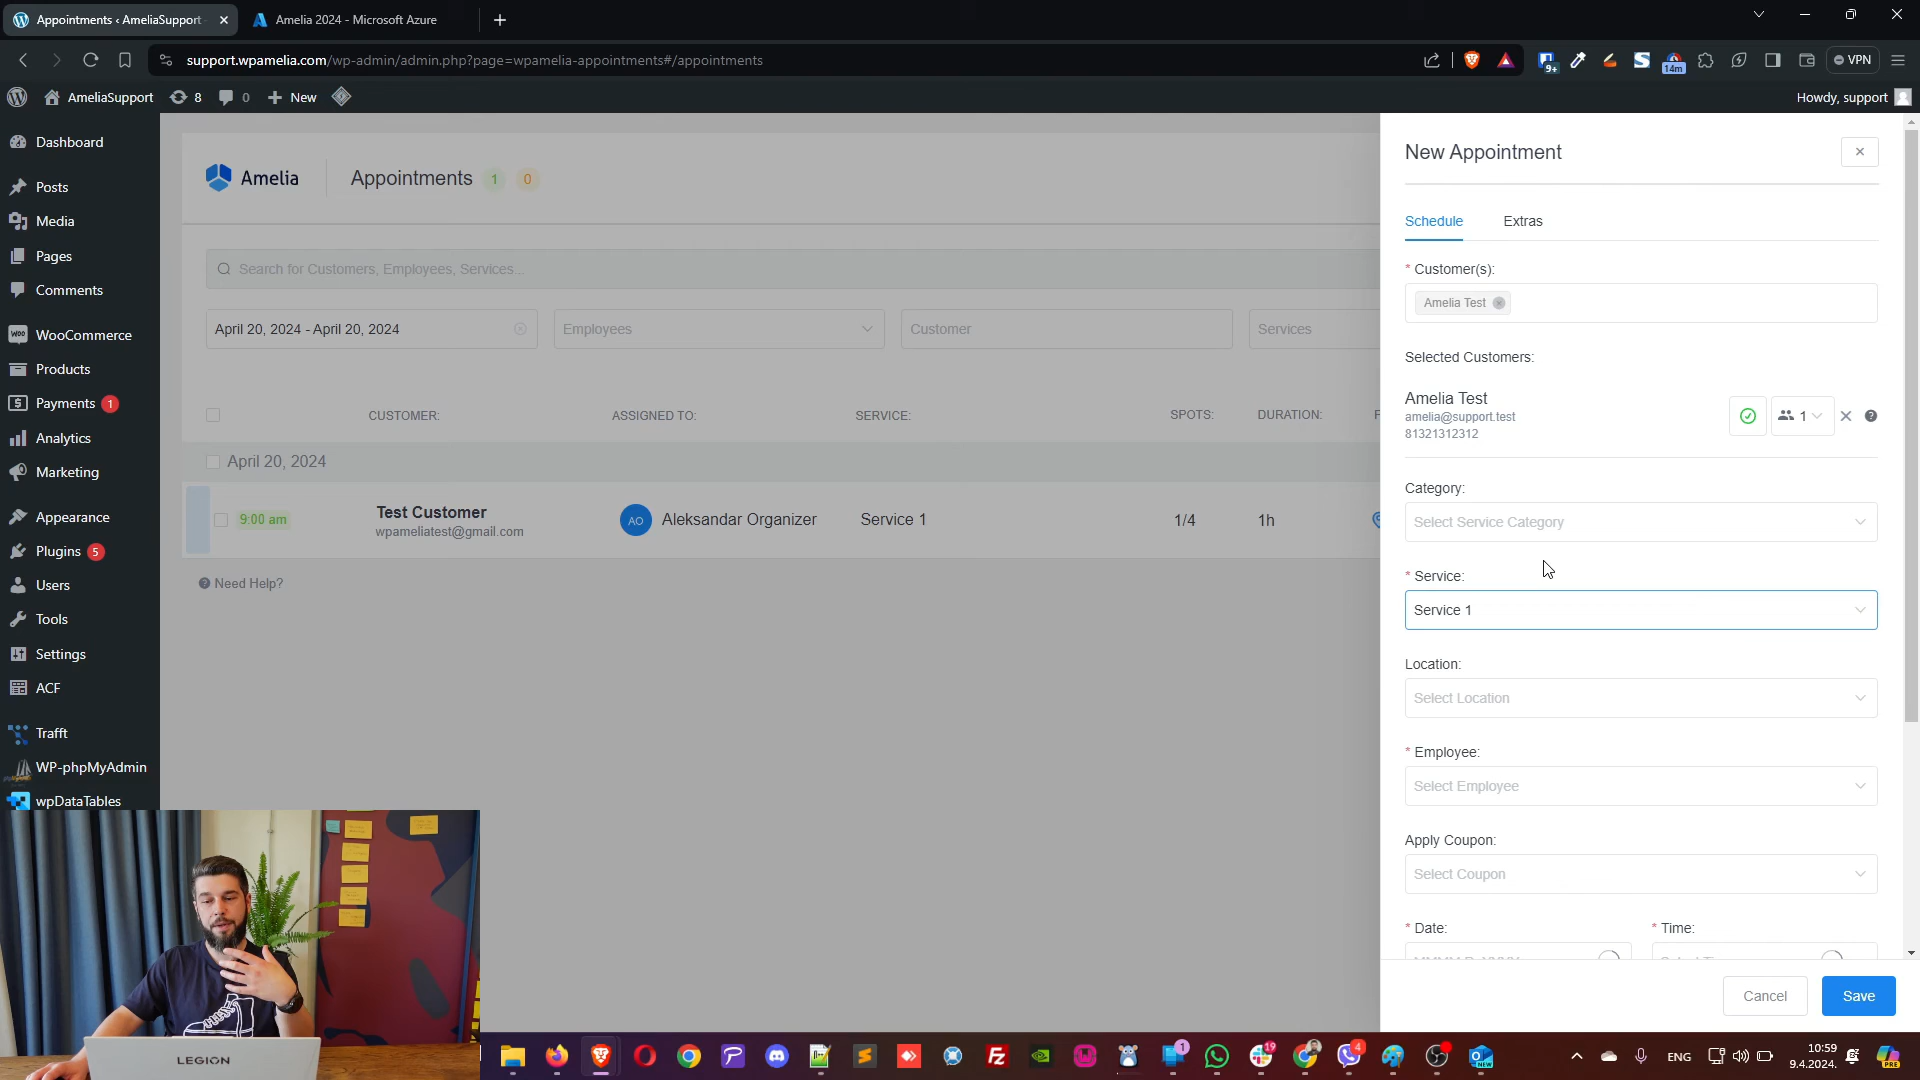 Appointments ‹ AmeliaSupport
Amelia 2024 - Microsoft Azure
support.wpamelia.com/wp-admin/admin.php?page=wpamelia-appointments#/appointments
9+
14m
VPN
AmeliaSupport
8
0
New
Howdy, support
Dashboard
Posts
Media
Pages
Comments
WooCommerce
Products
Payments 1
Analytics
Marketing
Appearance
Plugins 5
Users
Tools
Settings
ACF
Trafft
WP-phpMyAdmin
wpDataTables
Amelia
Appointments 1 0
Search for Customers, Employees, Services...
April 20, 2024 - April 20, 2024
Employees
Customer
Services
CUSTOMER:
ASSIGNED TO:
SERVICE:
SPOTS:
DURATION:
April 20, 2024
9:00 am
Test Customer
wpameliatest@gmail.com
AO
Aleksandar Organizer
Service 1
1/4
1h
Need Help?
New Appointment
Schedule
Extras
* Customer(s):
Amelia Test
Selected Customers:
Amelia Test
amelia@support.test
81321312312
1
Category:
Select Service Category
* Service:
Service 1
Location:
Select Location
* Employee:
Select Employee
Apply Coupon:
Select Coupon
* Date:
* Time:
Cancel
Save
LEGION
1
19
4
NEW
ENG
10:59
9.4.2024.
PRE